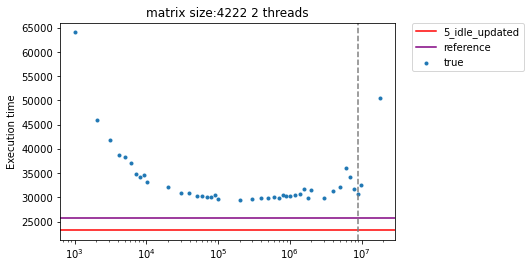 matrix size:4222 2 threads
65000
60000
55000
50000
45000
40000
35000
30000
25000
Execution time
10³
10⁴
10⁵
10⁶
10⁷
5_idle_updated
reference
true